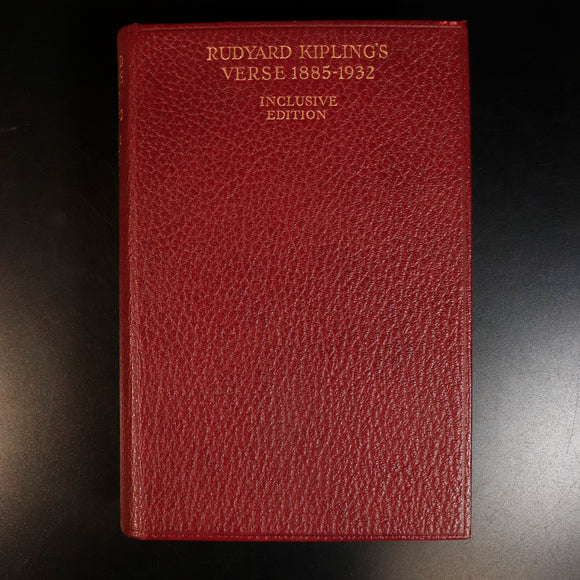 RUDYARD KIPLING'S
VERSE 1885-1932
INCLUSIVE
EDITION